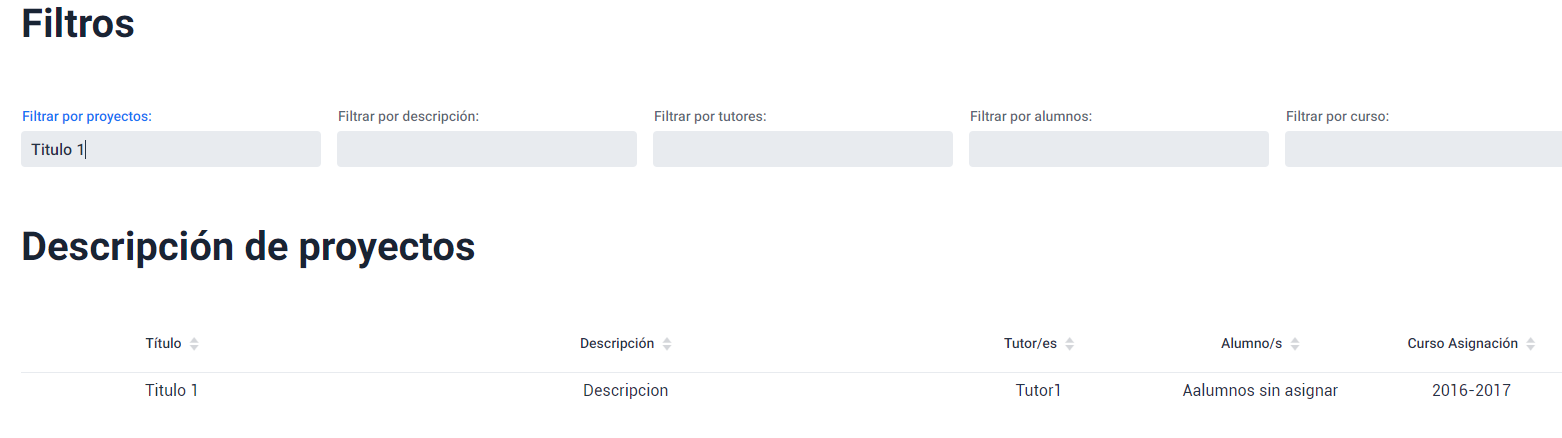 Filtros
Filtrar por proyectos: Filtrar por descripción: Filtrar por tutores: Filtrar por alumnos: Filtrar por curso:
Titulo 1
Descripción de proyectos
Título Descripción Tutor/es Alumno/s Curso Asignación
Titulo 1 Descripcion Tutor1 Aalumnos sin asignar 2016-2017